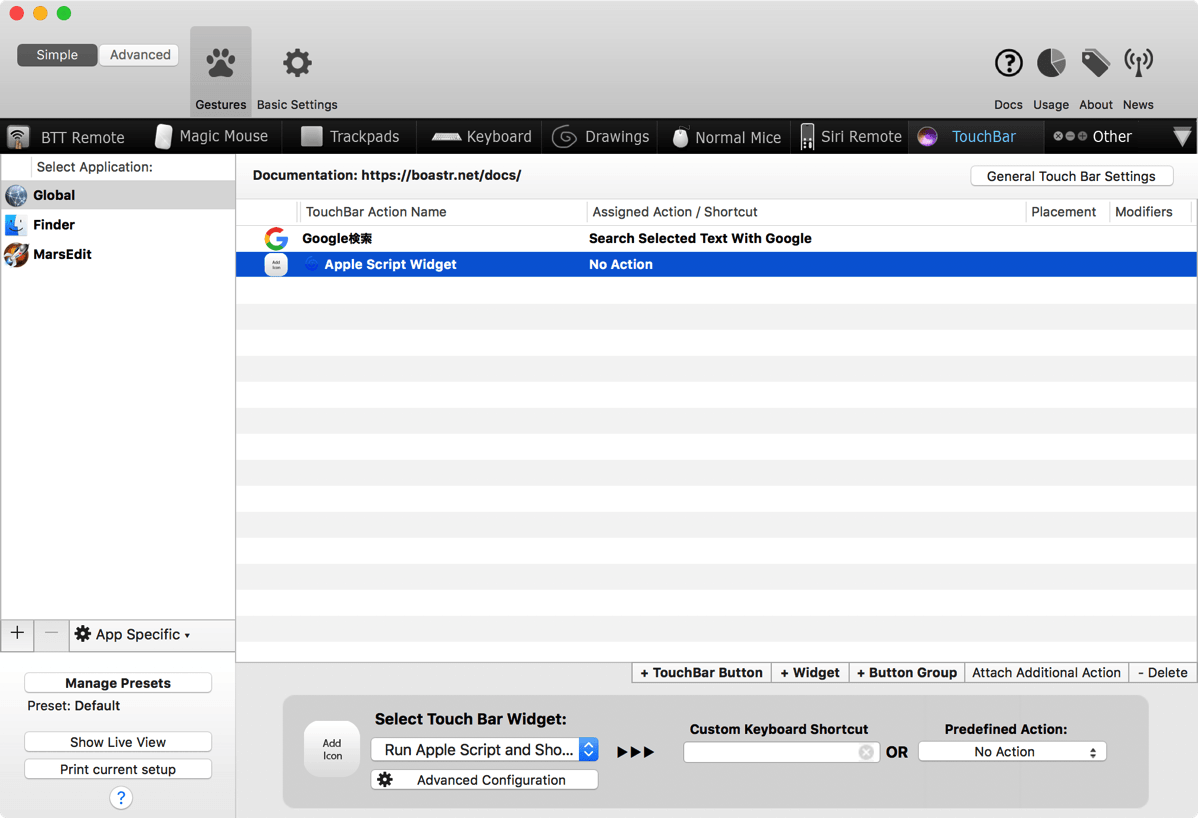 Simple
Advanced
Gestures
Basic Settings
Docs
Usage
About
News
BTT Remote
Magic Mouse
Trackpads
Keyboard
Drawings
Normal Mice
Siri Remote
TouchBar
Other
Select Application:
Global
Finder
MarsEdit
Documentation: https://boastr.net/docs/
General Touch Bar Settings
TouchBar Action Name
Assigned Action / Shortcut
Placement
Modifiers
Google検索
Search Selected Text With Google
Add
Icon
Apple Script Widget
No Action
+
−
App Specific ▾
Manage Presets
Preset: Default
Show Live View
Print current setup
?
+ TouchBar Button
+ Widget
+ Button Group
Attach Additional Action
- Delete
Add
Icon
Select Touch Bar Widget:
Run Apple Script and Sho...
Advanced Configuration
Custom Keyboard Shortcut
OR
Predefined Action:
No Action